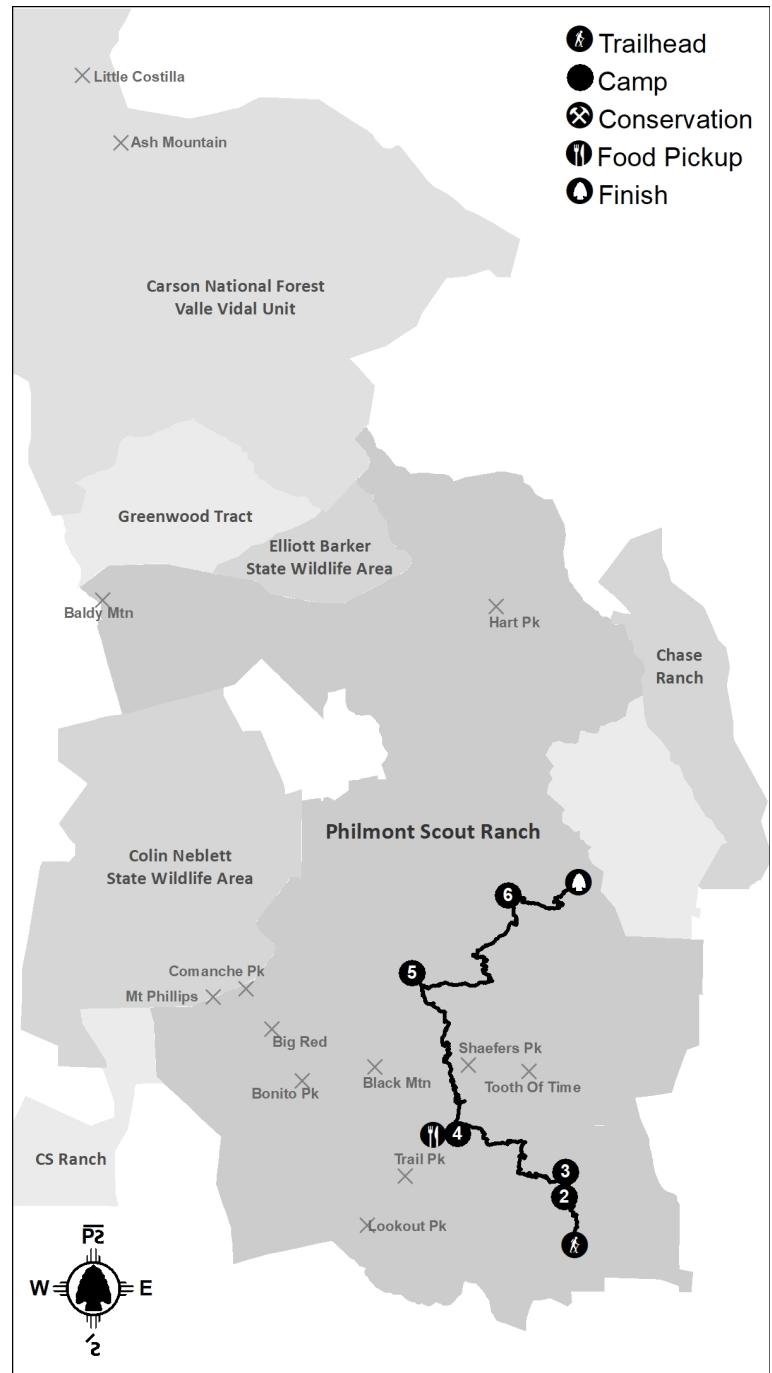 Trailhead
Camp
Conservation
Food Pickup
Finish
Little Costilla
Ash Mountain
Carson National Forest
Valle Vidal Unit
Greenwood Tract
Elliott Barker
State Wildlife Area
Baldy Mtn
Hart Pk
Chase
Ranch
Philmont Scout Ranch
Colin Neblett
State Wildlife Area
6
5
Comanche Pk
Mt Phillips
Big Red
Shaefers Pk
Black Mtn
Tooth Of Time
Bonito Pk
4
CS Ranch
Trail Pk
3
2
Lookout Pk
W
E